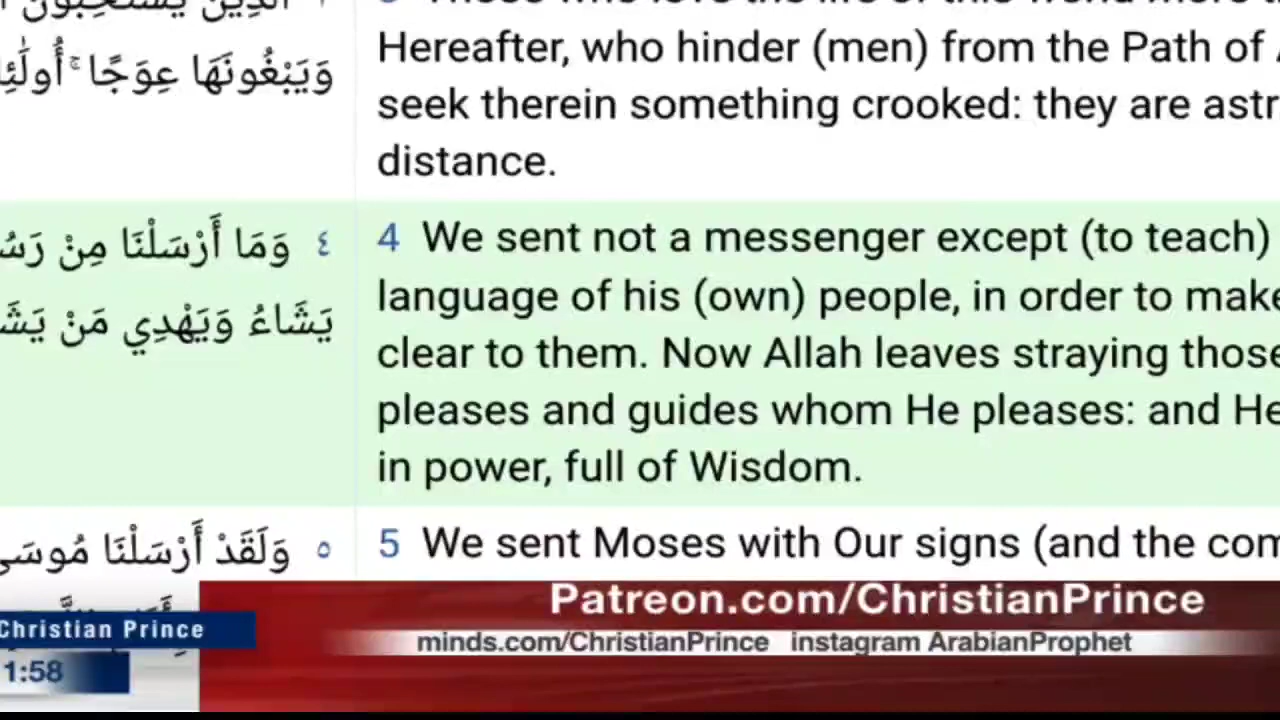 Hereafter, who hinder (men) from the Path of
seek therein something crooked: they are astr
distance.
وَيَبْغُونَهَا عِوَجًا ۚ أُولَٰئِ
٤ وَمَا أَرْسَلْنَا مِنْ رَسُ
يَشَاءُ وَيَهْدِي مَنْ يَشَ
4 We sent not a messenger except (to teach)
language of his (own) people, in order to make
clear to them. Now Allah leaves straying those
pleases and guides whom He pleases: and He
in power, full of Wisdom.
٥ وَلَقَدْ أَرْسَلْنَا مُوسَى
5 We sent Moses with Our signs (and the com
Patreon.com/ChristianPrince
Christian Prince
minds.com/ChristianPrince instagram ArabianProphet
1:58